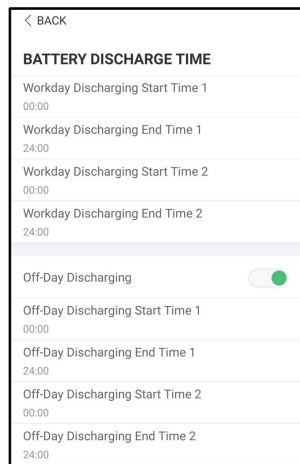 < BACK
BATTERY DISCHARGE TIME
Workday Discharging Start Time 1
00:00
Workday Discharging End Time 1
24:00
Workday Discharging Start Time 2
00:00
Workday Discharging End Time 2
24:00
Off-Day Discharging
Off-Day Discharging Start Time 1
00:00
Off-Day Discharging End Time 1
24:00
Off-Day Discharging Start Time 2
00:00
Off-Day Discharging End Time 2
24:00